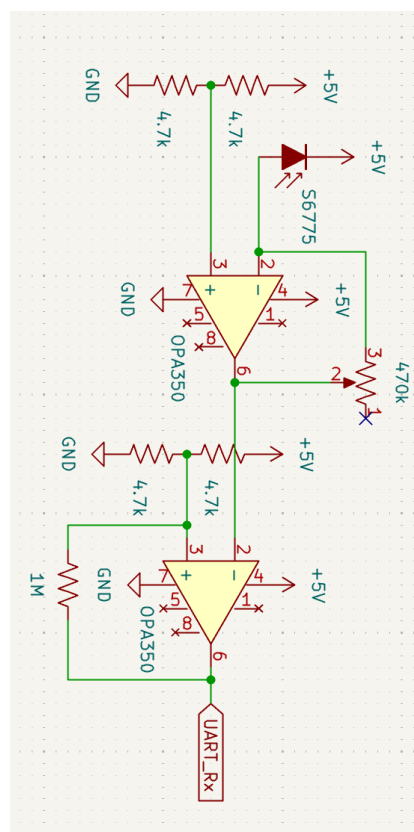 GND
4.7k
4.7k
+5V
+5V
S6775
3
2
+
-
7
4
GND
+5V
5
1
8
OPA350
6
3
2
1
470k
GND
4.7k
4.7k
+5V
3
2
+
-
7
4
1M
GND
+5V
5
1
8
OPA350
6
UART_Rx